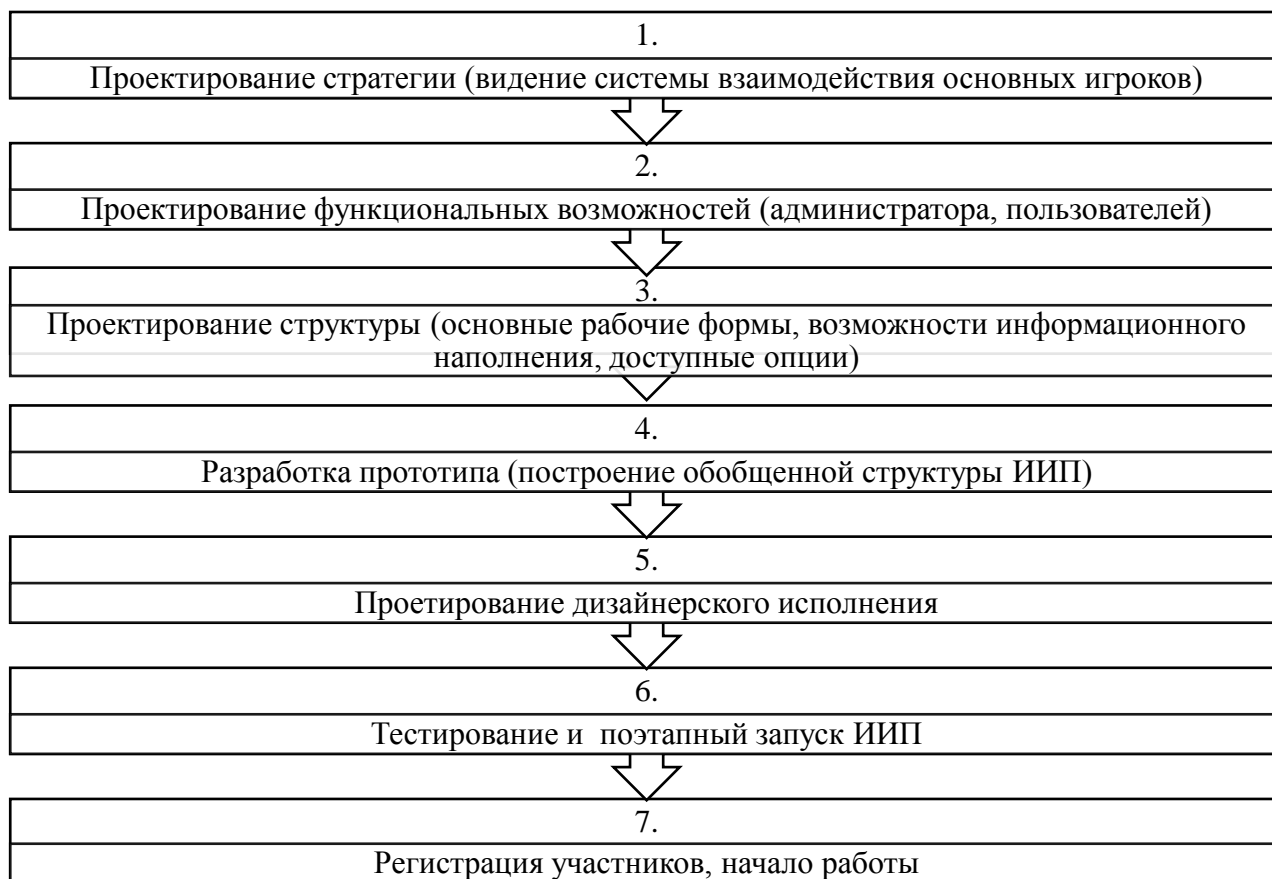 1.
Проектирование стратегии (видение системы взаимодействия основных игроков)
2.
Проектирование функциональных возможностей (администратора, пользователей)
3.
Проектирование структуры (основные рабочие формы, возможности информационного
наполнения, доступные опции)
4.
Разработка прототипа (построение обобщенной структуры ИИП)
5.
Проетирование дизайнерского исполнения
6.
Тестирование и поэтапный запуск ИИП
7.
Регистрация участников, начало работы